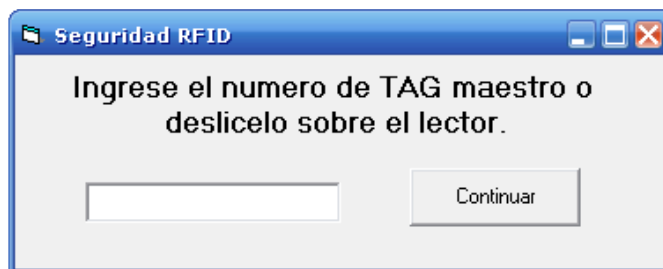 Seguridad RFID
Ingrese el numero de TAG maestro o
deslicelo sobre el lector.
Continuar